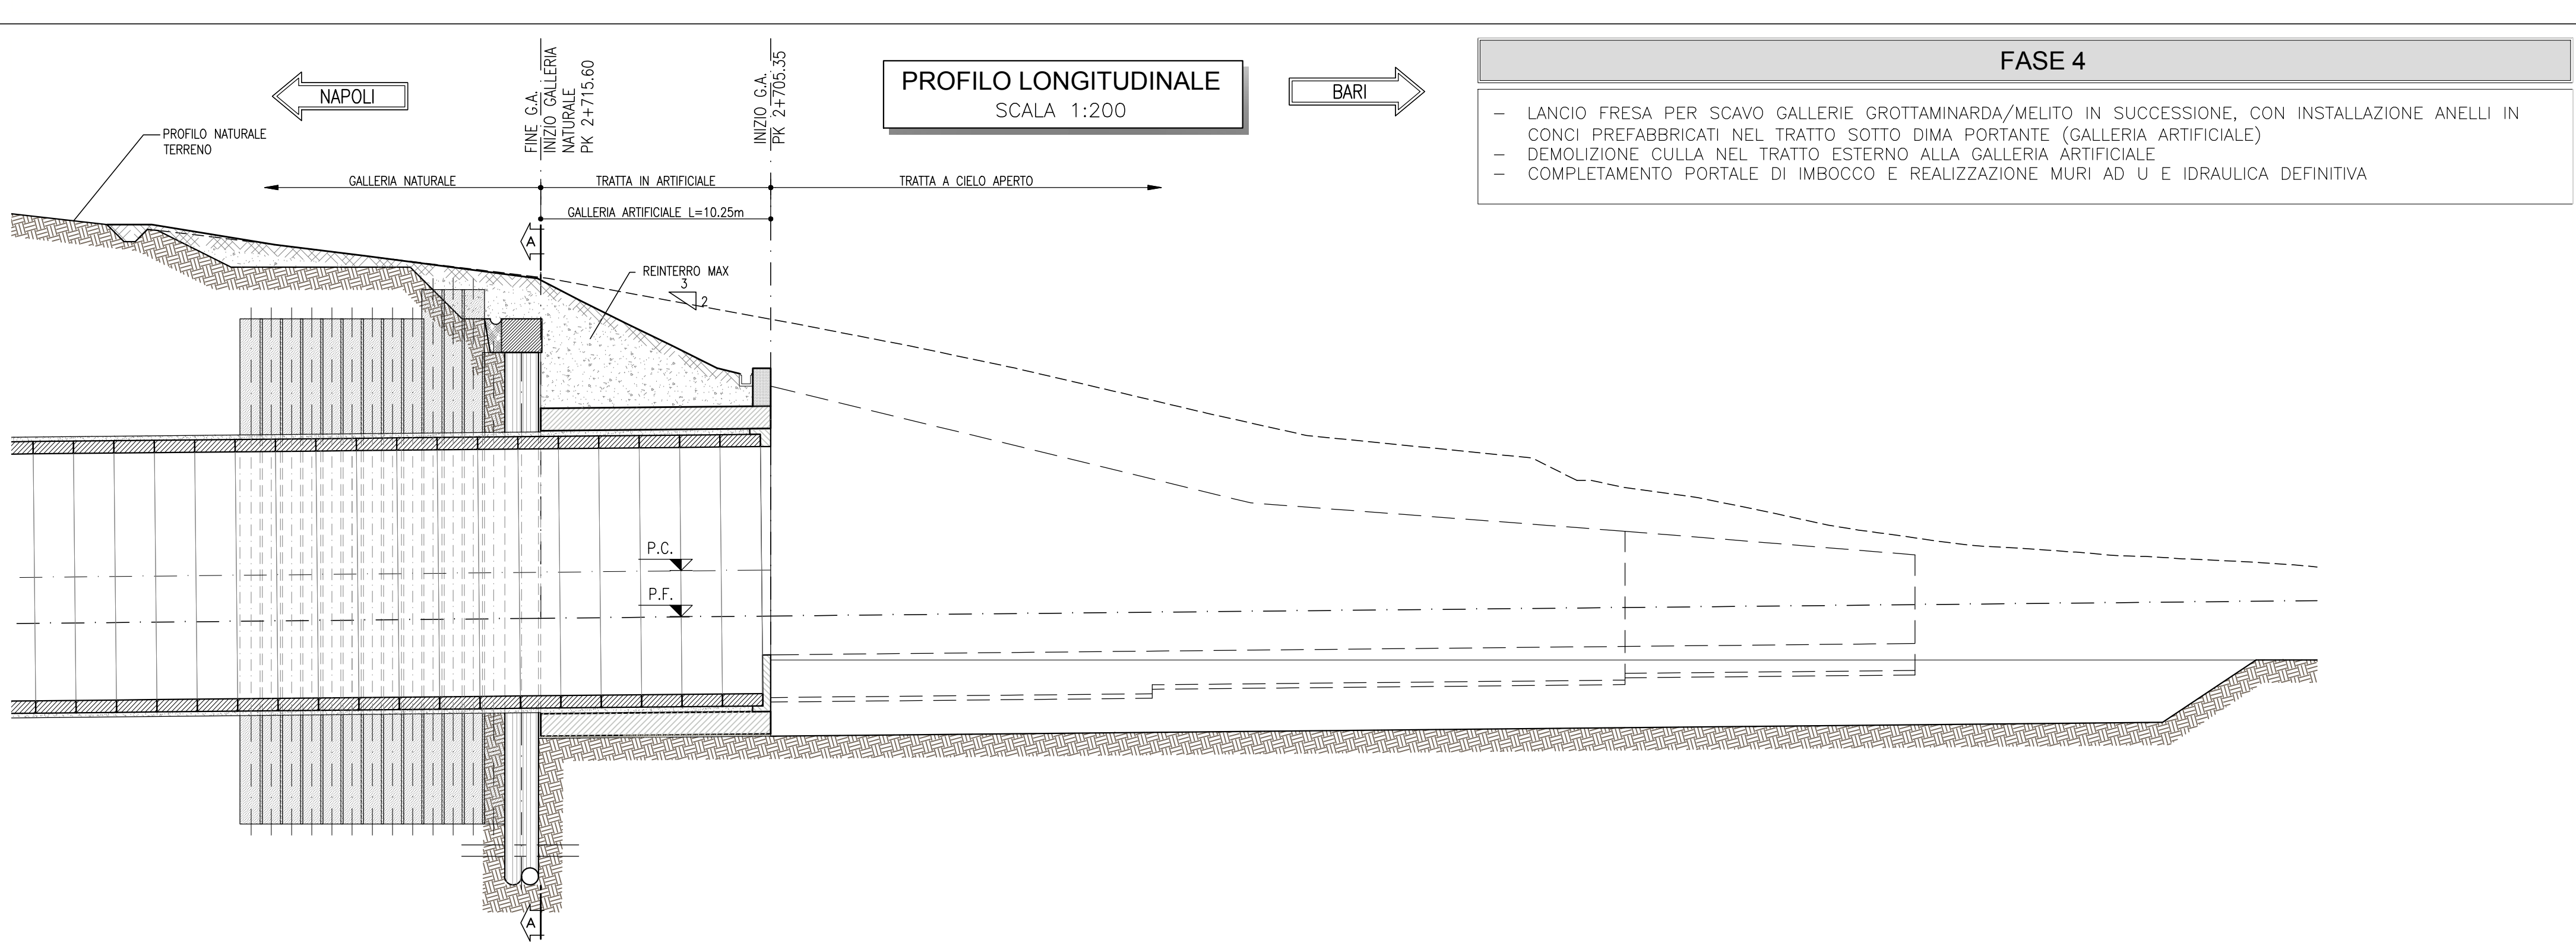 NAPOLI
FINE G.A.
INIZIO GALLERIA
NATURALE
PK 2+715.60
INIZIO G.A.
PK 2+705.35
PROFILO LONGITUDINALE
SCALA 1:200
BARI
FASE 4
- LANCIO FRESA PER SCAVO GALLERIE GROTTAMINARDA/MELITO IN SUCCESSIONE, CON INSTALLAZIONE ANELLI IN
CONCI PREFABBRICATI NEL TRATTO SOTTO DIMA PORTANTE (GALLERIA ARTIFICIALE)
- DEMOLIZIONE CULLA NEL TRATTO ESTERNO ALLA GALLERIA ARTIFICIALE
- COMPLETAMENTO PORTALE DI IMBOCCO E REALIZZAZIONE MURI AD U E IDRAULICA DEFINITIVA
PROFILO NATURALE
TERRENO
GALLERIA NATURALE
TRATTA IN ARTIFICIALE
TRATTA A CIELO APERTO
GALLERIA ARTIFICIALE L=10.25m
A
REINTERRO MAX
3
2
P.C.
P.F.
A